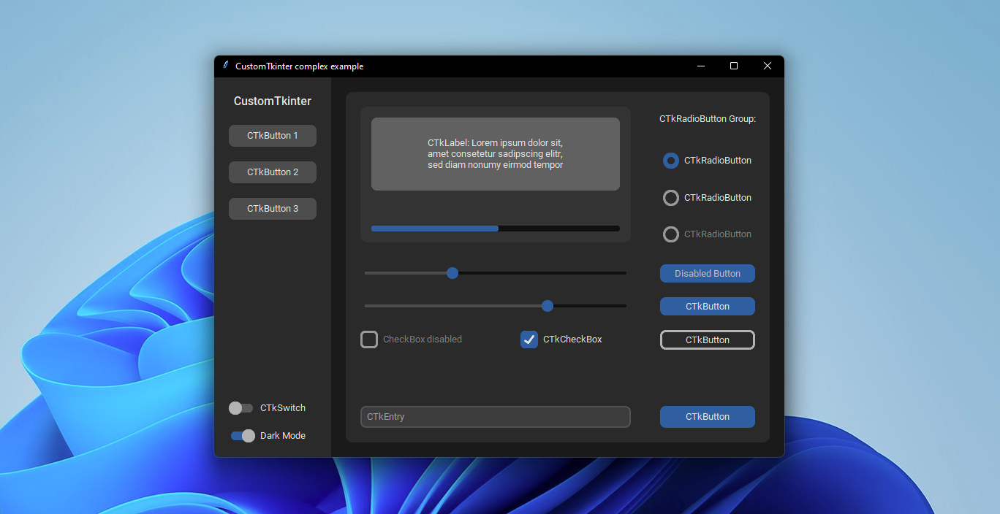 CustomTkinter complex example
CustomTkinter
CTkButton 1
CTkButton 2
CTkButton 3
CTkSwitch
Dark Mode
CTkLabel: Lorem ipsum dolor sit,
amet consetetur sadipscing elitr,
sed diam nonumy eirmod tempor
CheckBox disabled
CTkCheckBox
CTkEntry
CTkRadioButton Group:
CTkRadioButton
CTkRadioButton
CTkRadioButton
Disabled Button
CTkButton
CTkButton
CTkButton